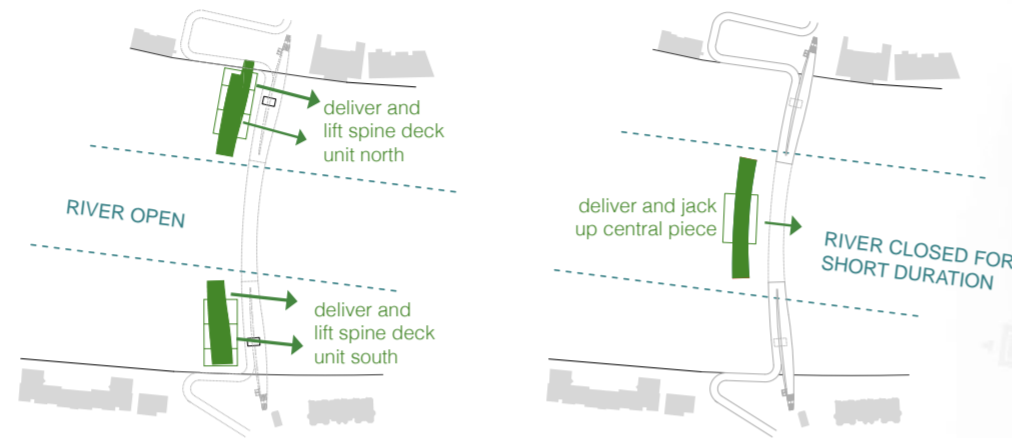 deliver and
lift spine deck
unit north
RIVER OPEN
deliver and
lift spine deck
unit south
deliver and jack
up central piece
RIVER CLOSED FOR
SHORT DURATION